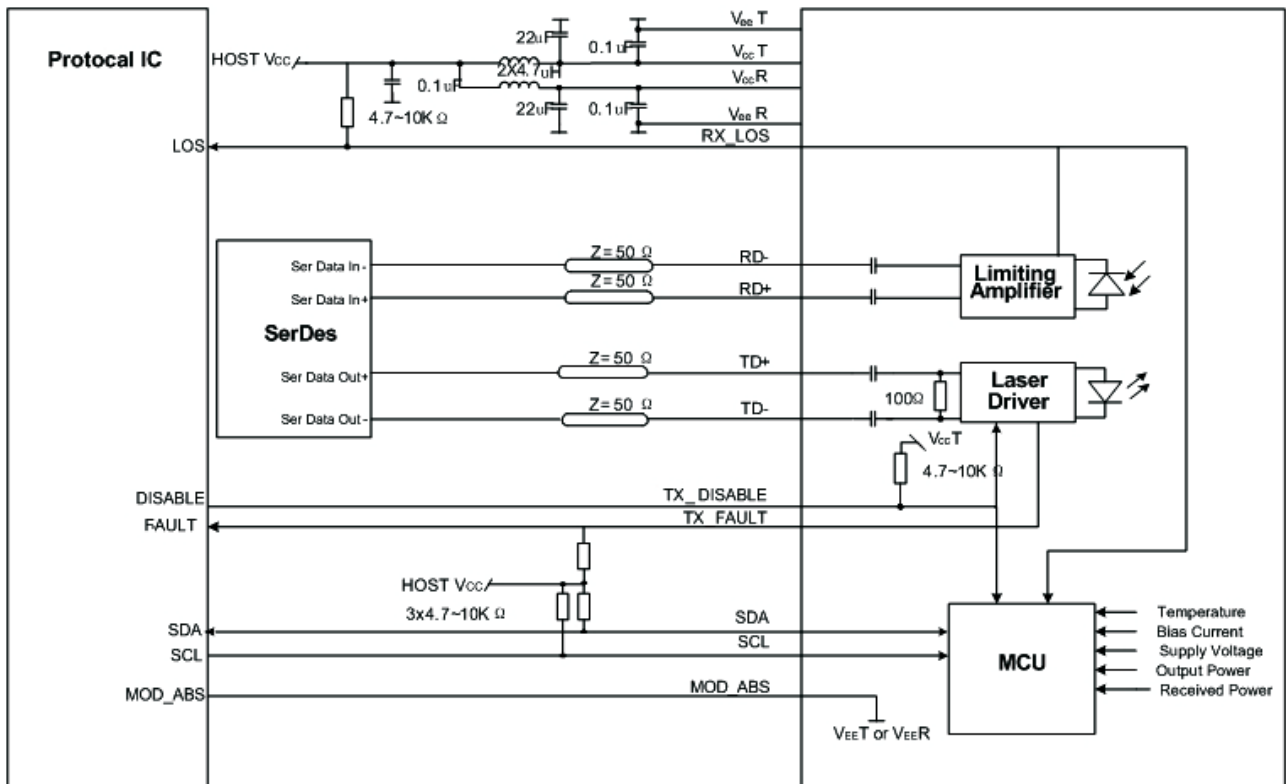 Protocal IC
HOST Vcc
22uF
0.1uF
VeeT
VccT
2X4.7uH
VccR
0.1uF
22uF
0.1uF
VeeR
4.7~10KΩ
LOS
RX_LOS
Z=50 Ω
RD-
Ser Data In-
Z=50 Ω
RD+
Ser Data In+
Limiting
Amplifier
SerDes
Z=50 Ω
TD+
Ser Data Out+
Laser
Driver
100Ω
Z=50 Ω
TD-
Ser Data Out-
VccT
4.7~10KΩ
DISABLE
TX_DISABLE
FAULT
TX_FAULT
HOST Vcc
3x4.7~10KΩ
SDA
SDA
SCL
SCL
MCU
Temperature
Bias Current
Supply Voltage
Output Power
Received Power
MOD_ABS
MOD_ABS
VEET or VEER